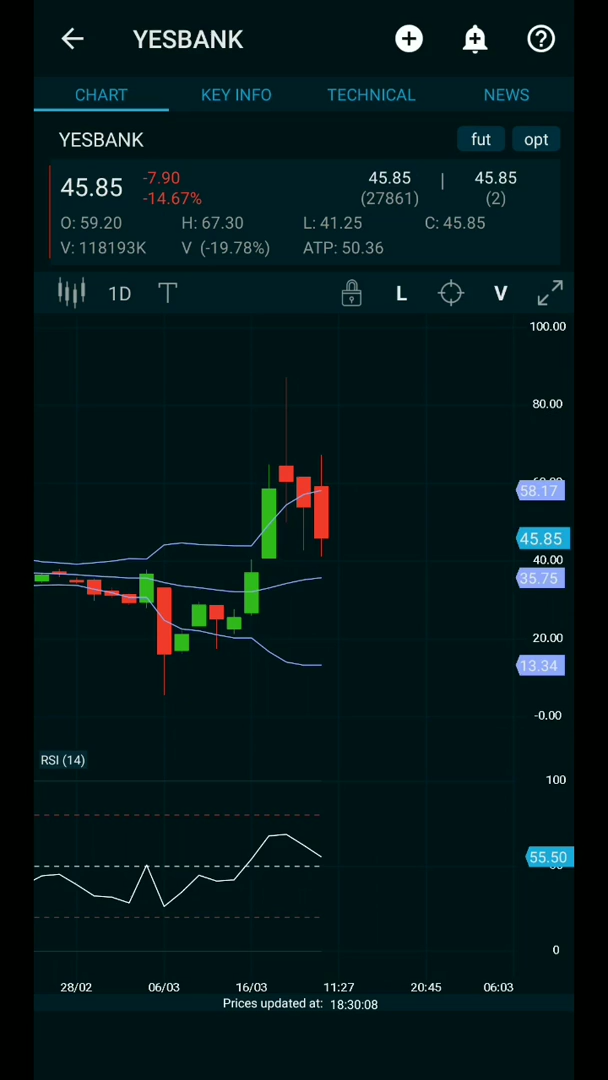 YESBANK
CHART KEY INFO TECHNICAL NEWS
YESBANK fut opt
45.85 -7.90 -14.67% 45.85 (27861) | 45.85 (2)
O: 59.20 H: 67.30 L: 41.25 C: 45.85
V: 118193K V (-19.78%) ATP: 50.36
1D T L V
100.00
80.00
58.17
45.85
40.00
35.75
20.00
13.34
-0.00
RSI (14)
100
55.50
0
28/02 06/03 16/03 11:27 20:45 06:03
Prices updated at: 18:30:08